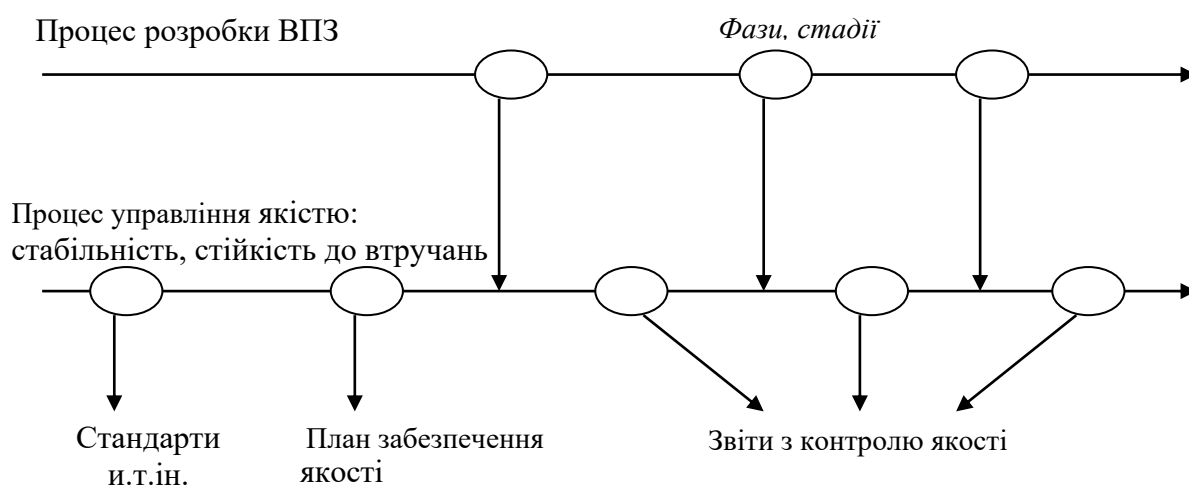 Процес розробки ВПЗ
Фази, стадії
Процес управління якістю:
стабільність, стійкість до втручань
Стандарти
и.т.ін.
План забезпечення
якості
Звіти з контролю якості